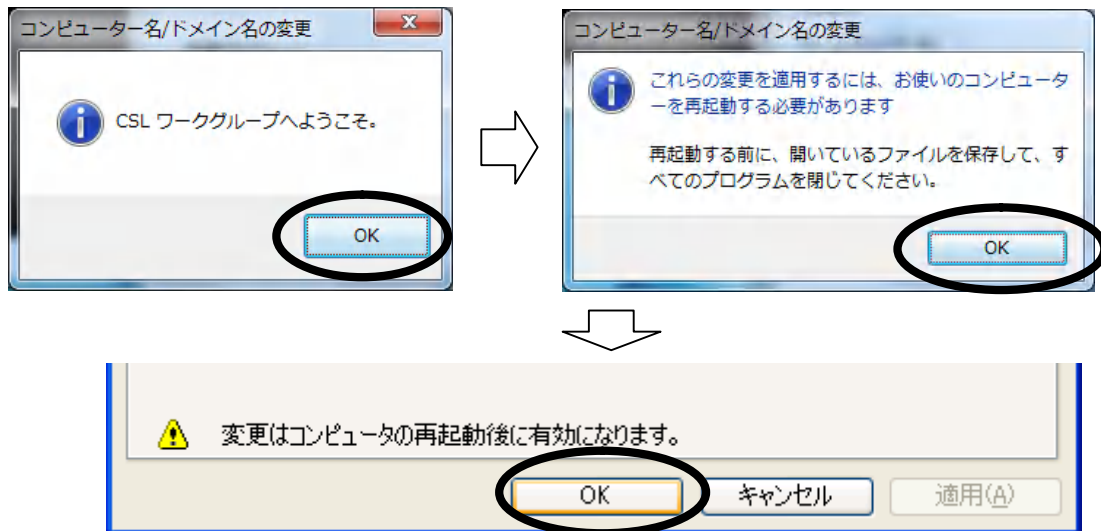 コンピューター名/ドメイン名の変更
CSL ワークグループへようこそ。
OK
コンピューター名/ドメイン名の変更
これらの変更を適用するには、お使いのコンピュータ
ーを再起動する必要があります
再起動する前に、開いているファイルを保存して、す
べてのプログラムを閉じてください。
OK
変更はコンピュータの再起動後に有効になります。
OK
キャンセル
適用(A)